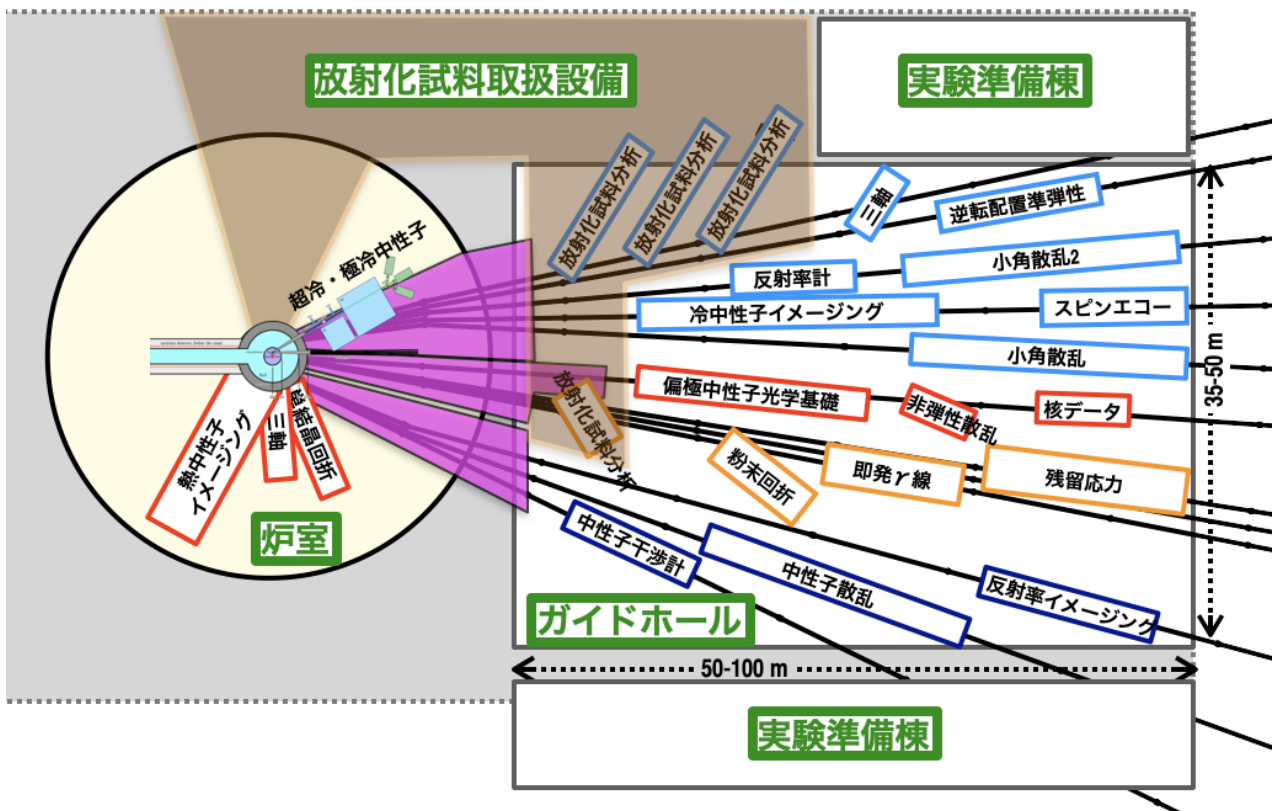 放射化試料取扱設備
実験準備棟
放射化試料分析
放射化試料分析
放射化試料分析
三軸
逆転配置準弾性
超冷・極冷中性子
反射率計
小角散乱2
冷中性子イメージング
スピンエコー
小角散乱
35-50 m
偏極中性子光学基礎
非弾性散乱
核データ
放射化試料分析
熱中性子
イメージング
三軸
単結晶回折
粉末回折
即発γ線
残留応力
炉室
中性子干渉計
中性子散乱
反射率イメージング
ガイドホール
50-100 m
実験準備棟